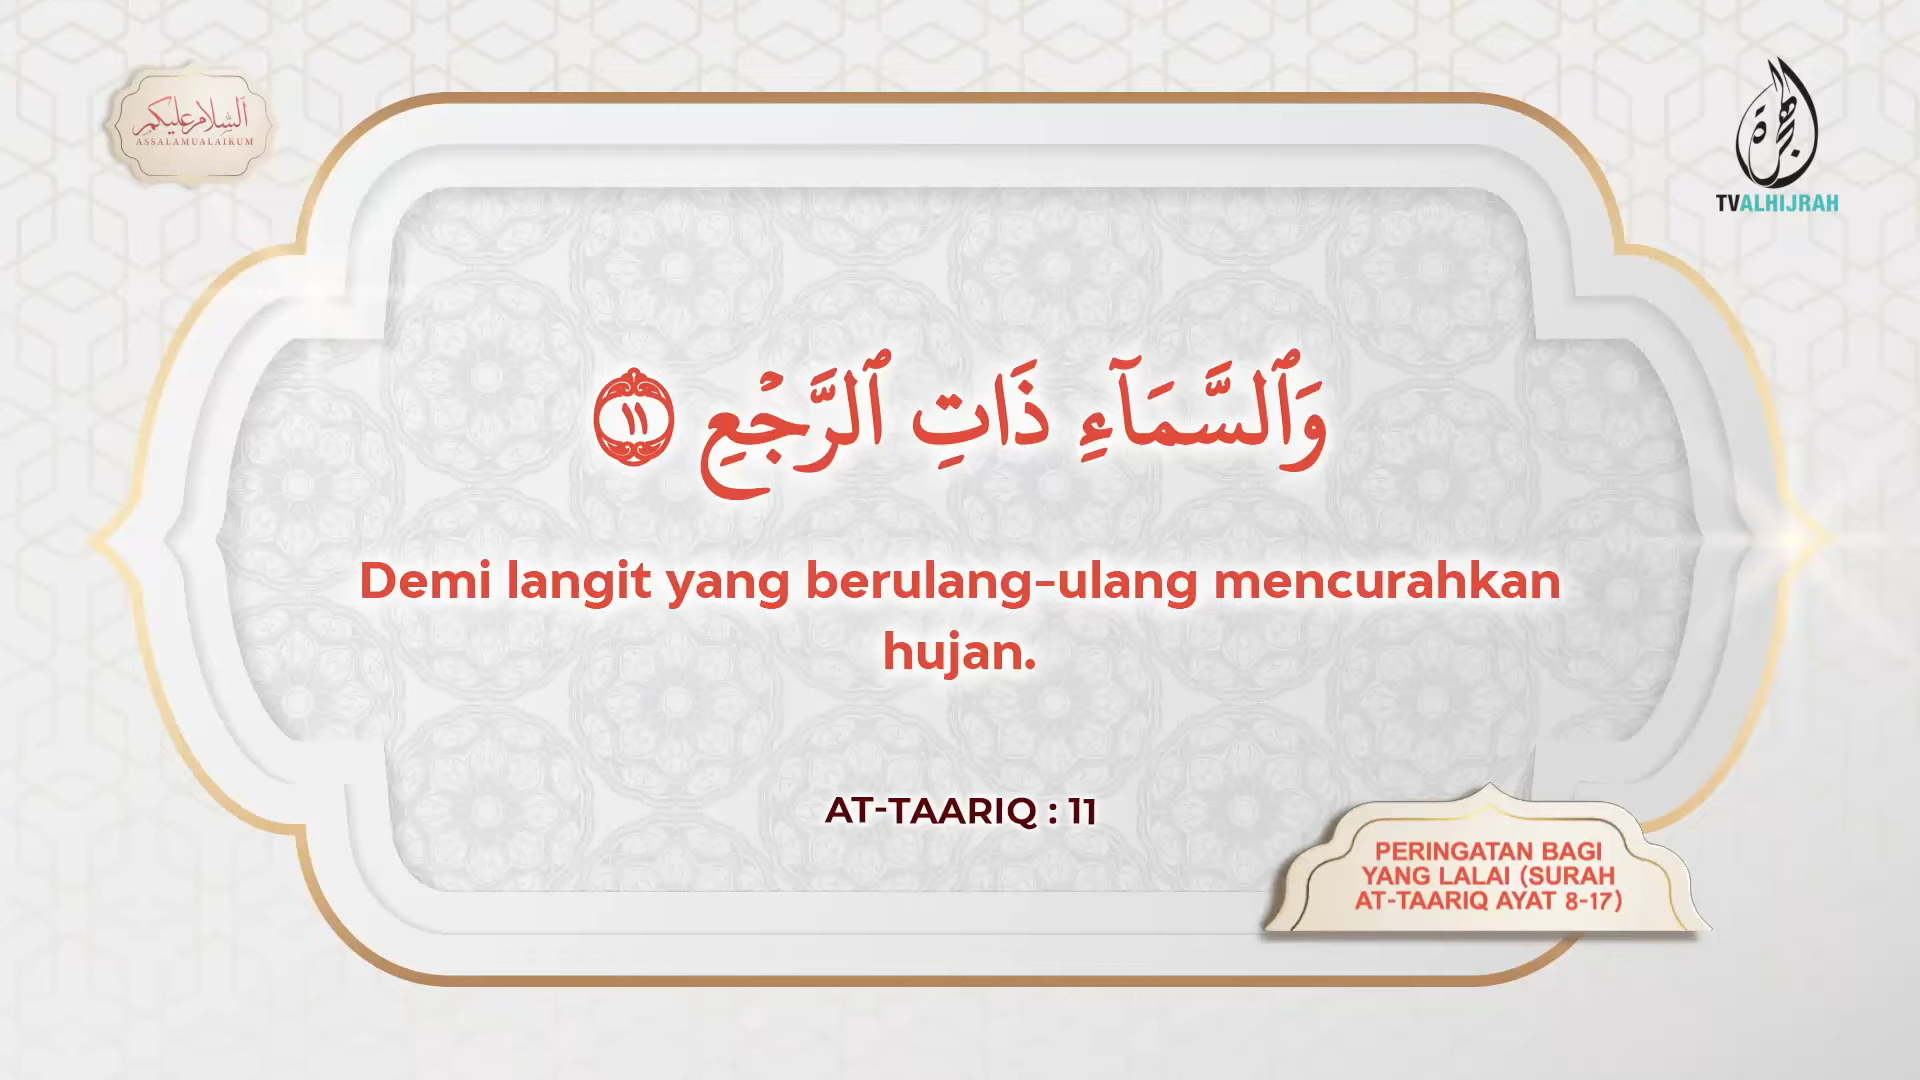 السلام عليكم
ASSALAMUALAIKUM
الهجرة
TVALHIJRAH
وَٱلسَّمَآءِ ذَاتِ ٱلرَّجْعِ ١١
Demi langit yang berulang-ulang mencurahkan
hujan.
AT-TAARIQ : 11
PERINGATAN BAGI
YANG LALAI (SURAH
AT-TAARIQ AYAT 8-17)